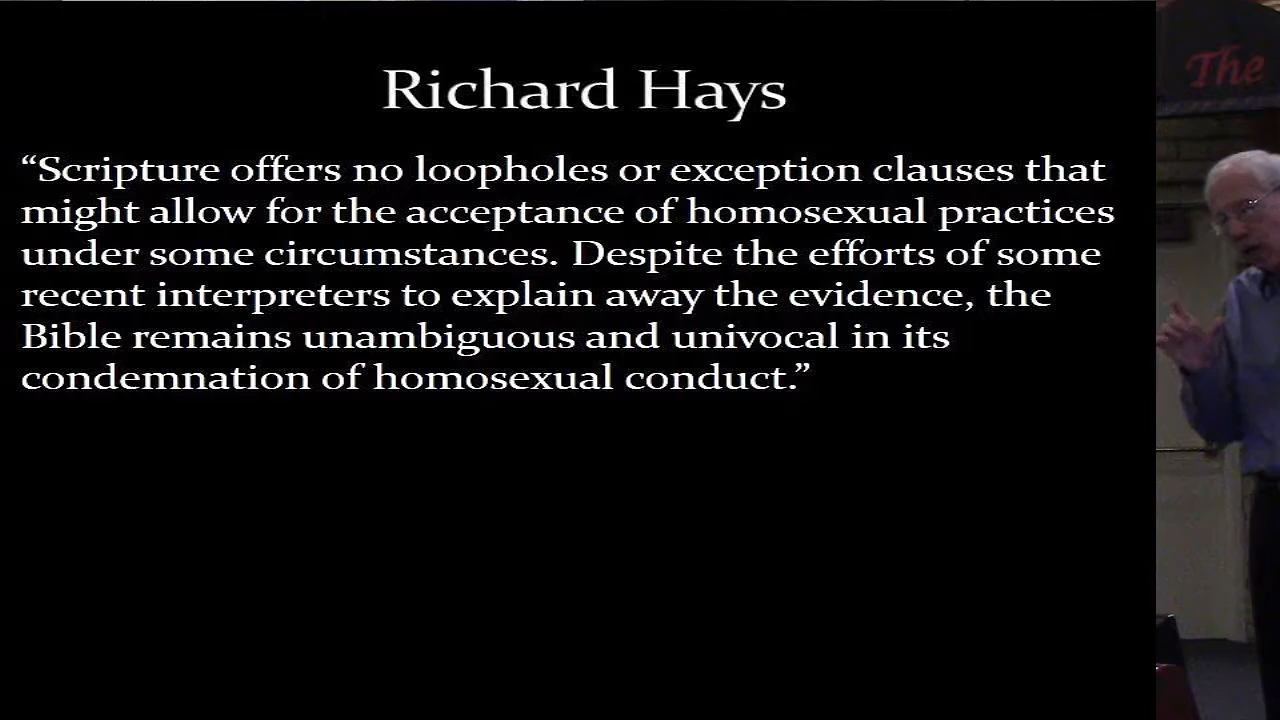 Richard Hays
“Scripture offers no loopholes or exception clauses that
might allow for the acceptance of homosexual practices
under some circumstances. Despite the efforts of some
recent interpreters to explain away the evidence, the
Bible remains unambiguous and univocal in its
condemnation of homosexual conduct.”
The